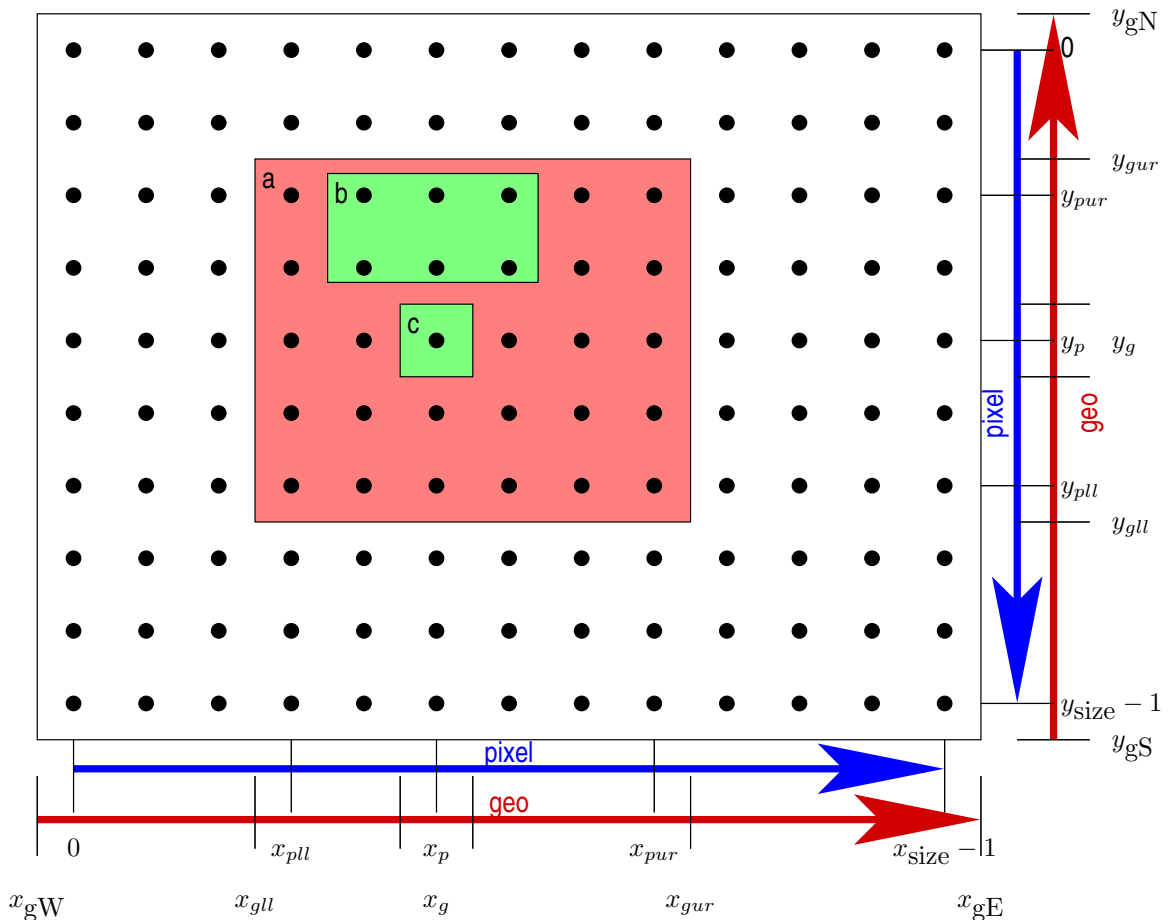 y_gN
0
y_gur
a
b
y_pur
c
y_p y_g
pixel
geo
y_pll
y_gll
y_size − 1
y_gS
pixel
geo
0 x_pll x_p x_pur x_size − 1
x_gW x_gll x_g x_gur x_gE